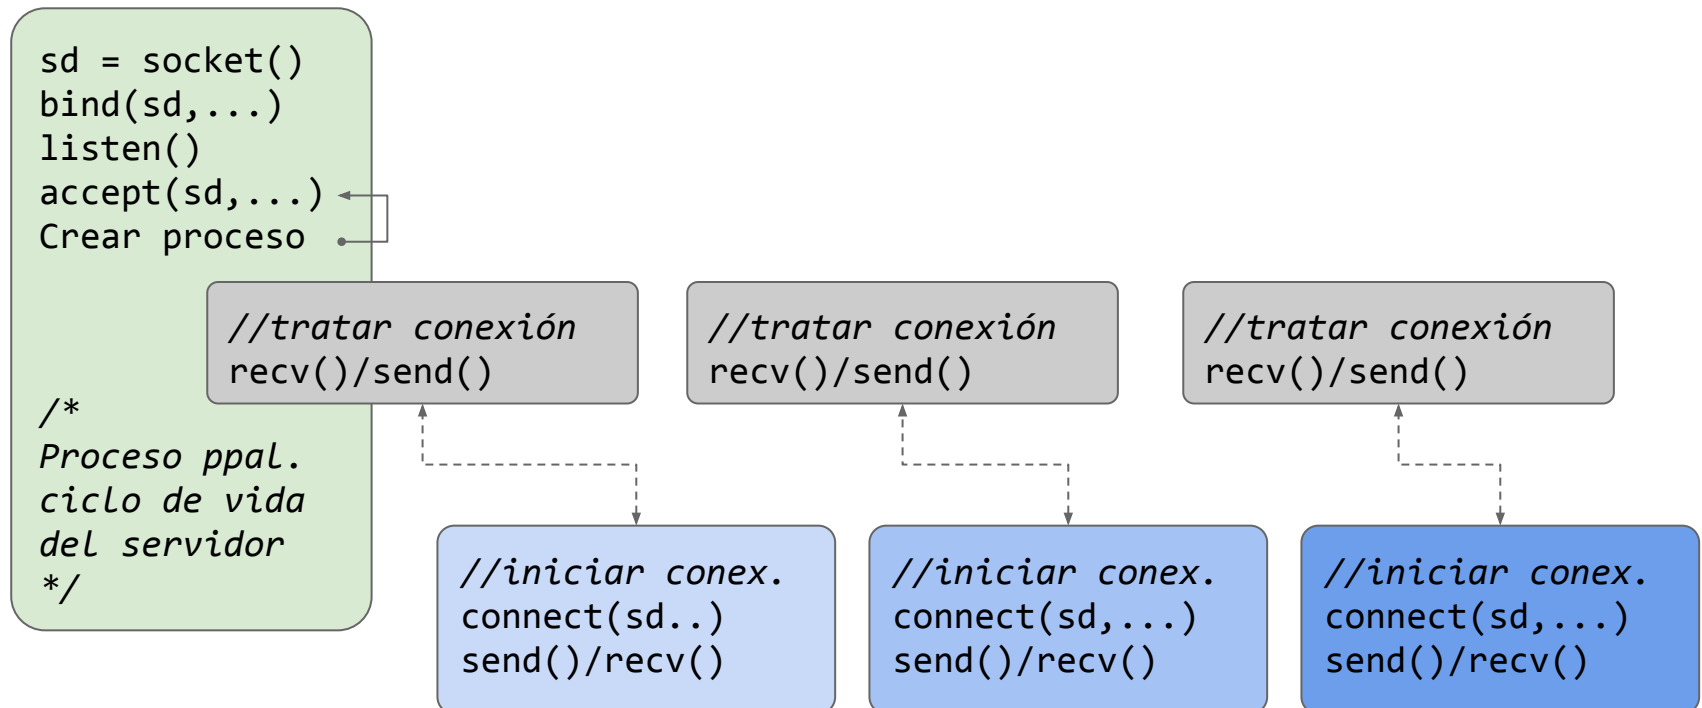 sd = socket()
bind(sd,...)
listen()
accept(sd,...)
Crear proceso
/*
Proceso ppal.
ciclo de vida
del servidor
*/
//tratar conexión
recv()/send()
//tratar conexión
recv()/send()
//tratar conexión
recv()/send()
//iniciar conex.
connect(sd..)
send()/recv()
//iniciar conex.
connect(sd,...)
send()/recv()
//iniciar conex.
connect(sd,...)
send()/recv()